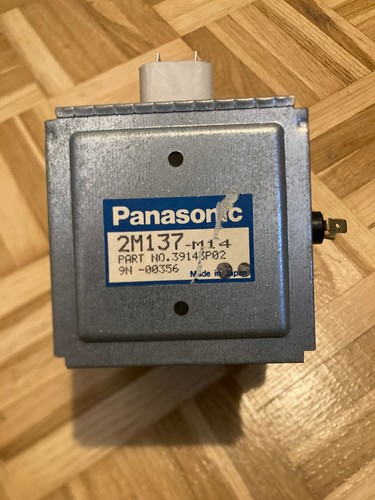 Panasonic
2M137-M14
PART NO.39143P02
9N -00356
Made in Japan